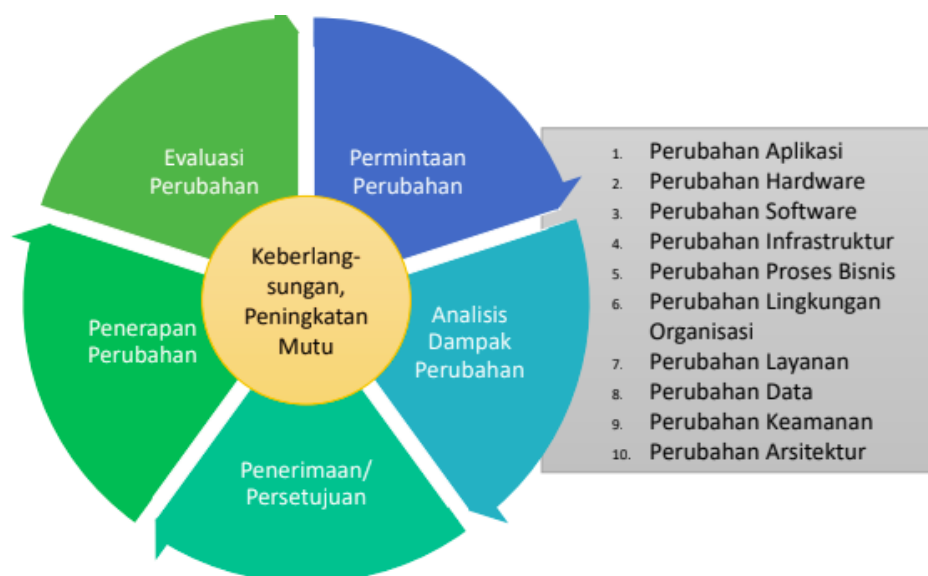 Evaluasi
Perubahan
Permintaan
Perubahan
Analisis
Dampak
Perubahan
Penerimaan/
Persetujuan
Penerapan
Perubahan
Keberlang-
sungan,
Peningkatan
Mutu
1. Perubahan Aplikasi
2. Perubahan Hardware
3. Perubahan Software
4. Perubahan Infrastruktur
5. Perubahan Proses Bisnis
6. Perubahan Lingkungan
Organisasi
7. Perubahan Layanan
8. Perubahan Data
9. Perubahan Keamanan
10. Perubahan Arsitektur